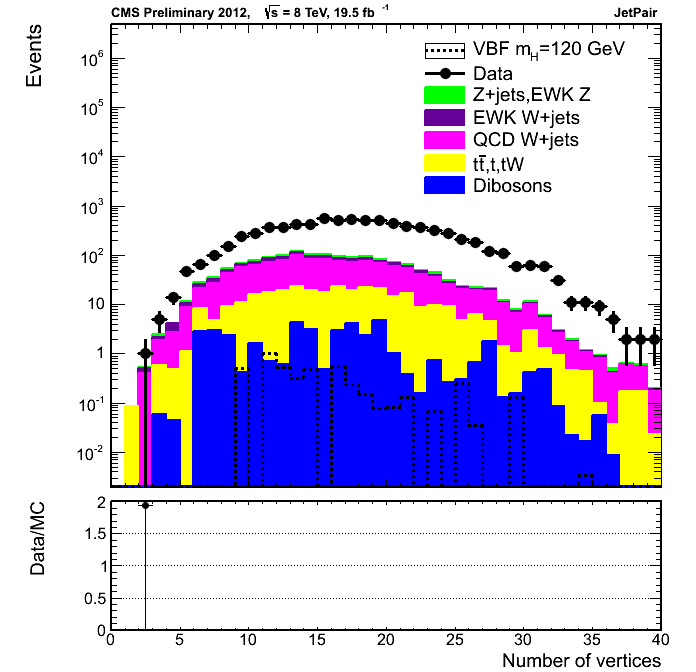 CMS Preliminary 2012, √s = 8 TeV, 19.5 fb⁻¹ JetPair
Events
10⁶
10⁵
10⁴
10³
10²
10
1
10⁻¹
10⁻²
VBF m_H=120 GeV
Data
Z+jets,EWK Z
EWK W+jets
QCD W+jets
tt̅,t,tW
Dibosons
Data/MC
2
1.5
1
0.5
0
0 5 10 15 20 25 30 35 40
Number of vertices